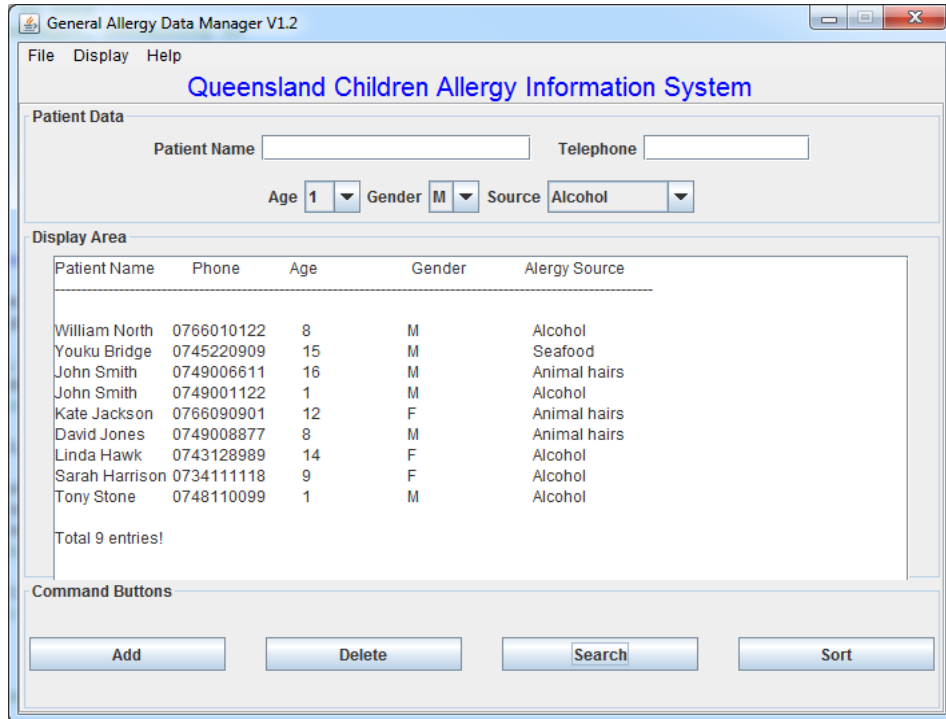 General Allergy Data Manager V1.2
File Display Help
Queensland Children Allergy Information System
Patient Data
Patient Name Telephone
Age 1 Gender M Source Alcohol
Display Area
Patient Name Phone Age Gender Alergy Source
--------------------------------------------------------------------------------
William North 0766010122 8 M Alcohol
Youku Bridge 0745220909 15 M Seafood
John Smith 0749006611 16 M Animal hairs
John Smith 0749001122 1 M Alcohol
Kate Jackson 0766090901 12 F Animal hairs
David Jones 0749008877 8 M Animal hairs
Linda Hawk 0743128989 14 F Alcohol
Sarah Harrison 0734111118 9 F Alcohol
Tony Stone 0748110099 1 M Alcohol
Total 9 entries!
Command Buttons
Add Delete Search Sort